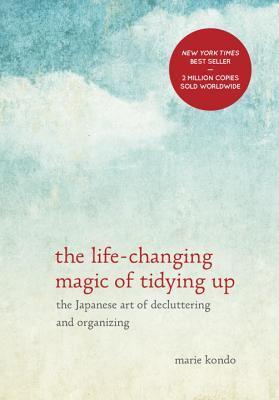 NEW YORK TIMES
BEST SELLER
—
2 MILLION COPIES
SOLD WORLDWIDE
the life-changing
magic of tidying up
the Japanese art of decluttering
and organizing
marie kondo